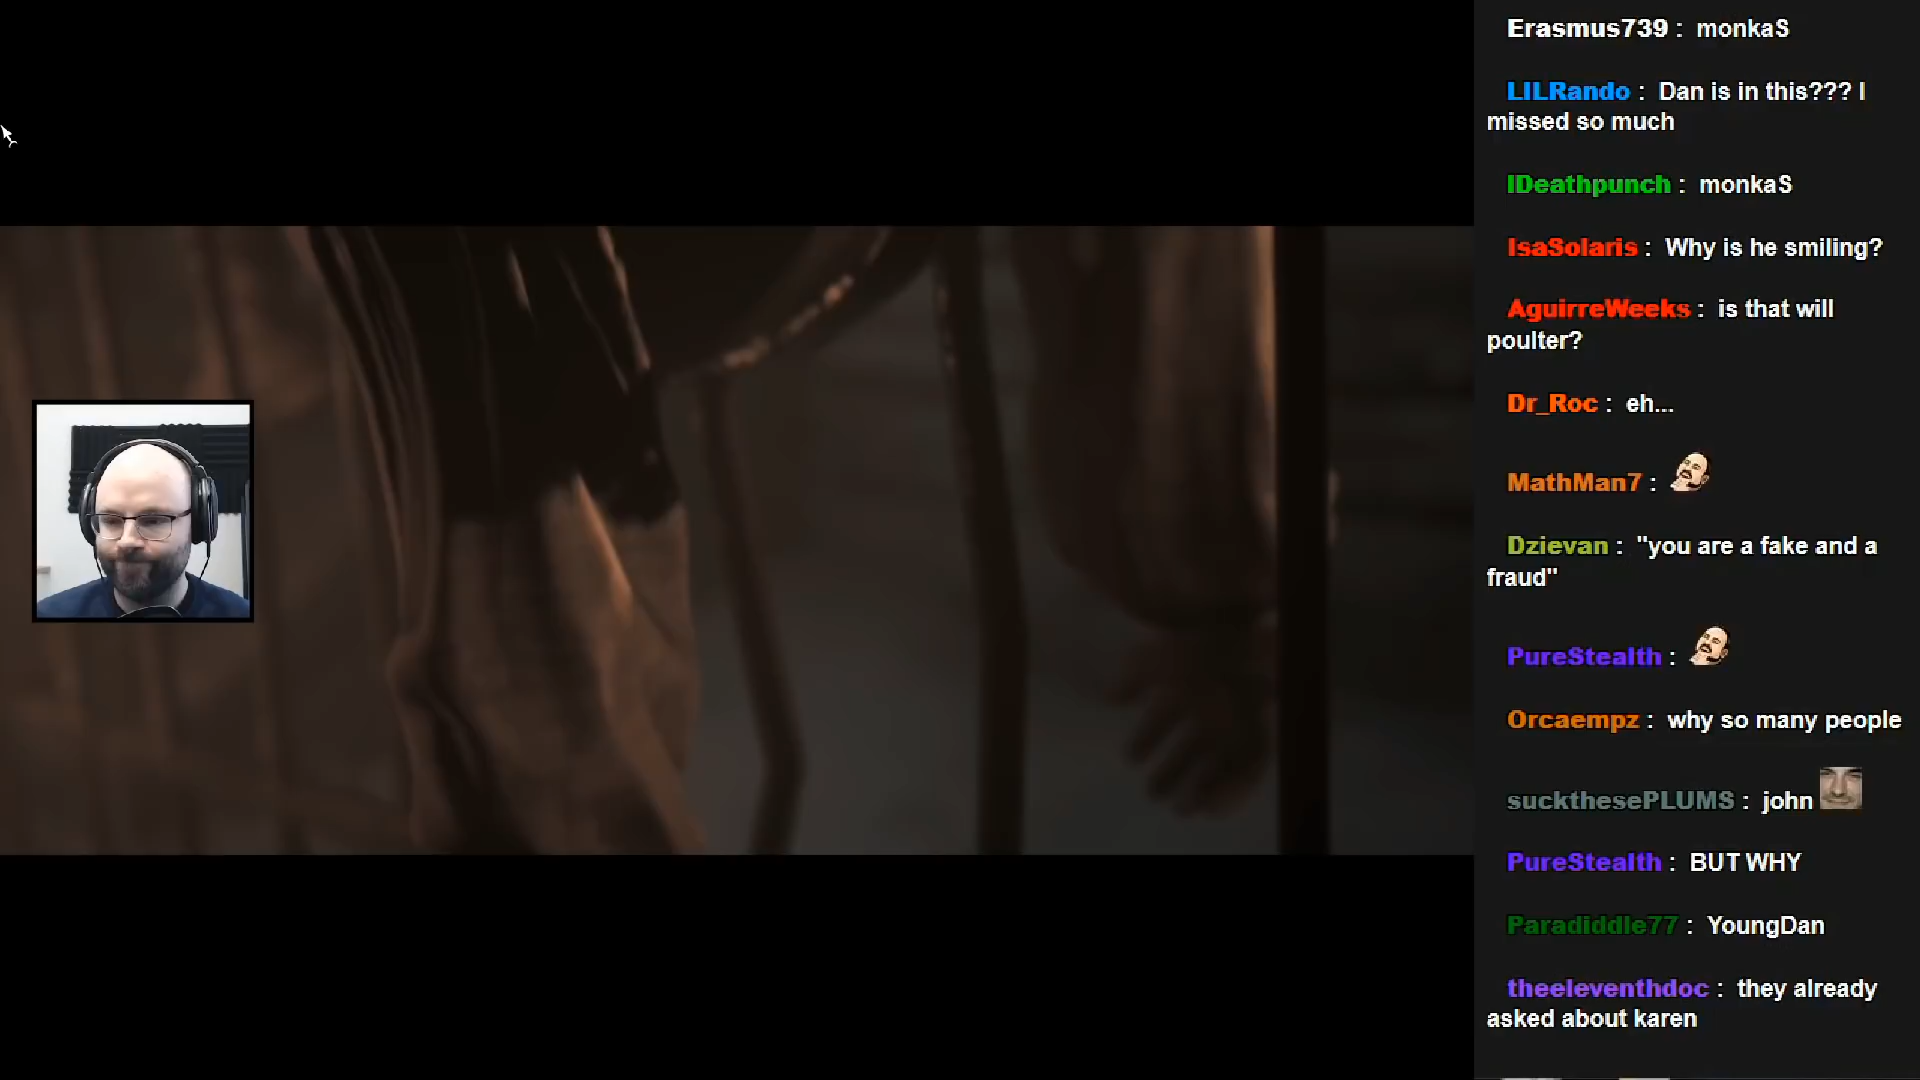 Erasmus739 : monkaS
LILRando : Dan is in this??? I
missed so much
IDeathpunch : monkaS
IsaSolaris : Why is he smiling?
AguirreWeeks : is that will
poulter?
Dr_Roc : eh...
MathMan7 :
Dzievan : "you are a fake and a
fraud"
PureStealth :
Orcaempz : why so many people
suckthesePLUMS : john
PureStealth : BUT WHY
Paradiddle77 : YoungDan
theeleventhdoc : they already
asked about karen